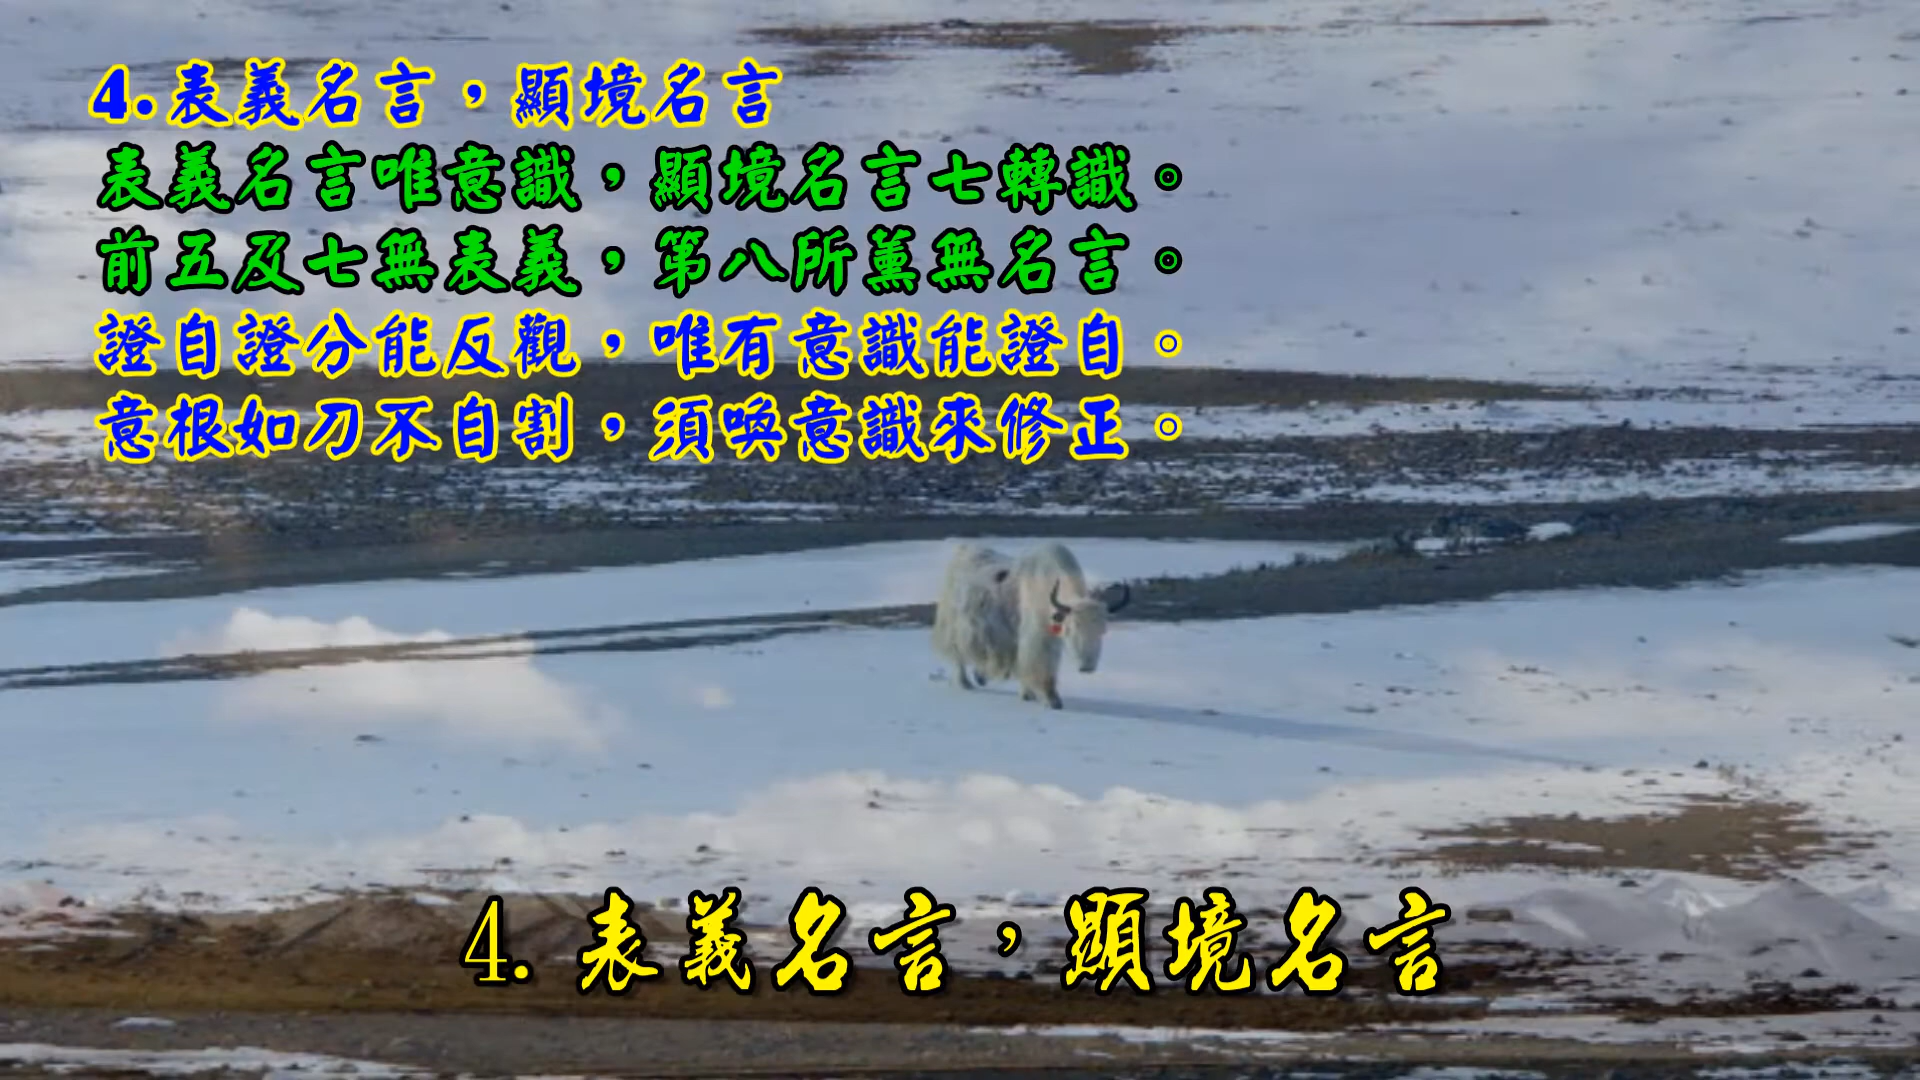 4.表義名言，顯境名言
表義名言唯意識，顯境名言七轉識。
前五及七無表義，第八所薰無名言。
證自證分能反觀，唯有意識能證自。
意根如刀不自割，須喚意識來修正。
4. 表義名言，顯境名言